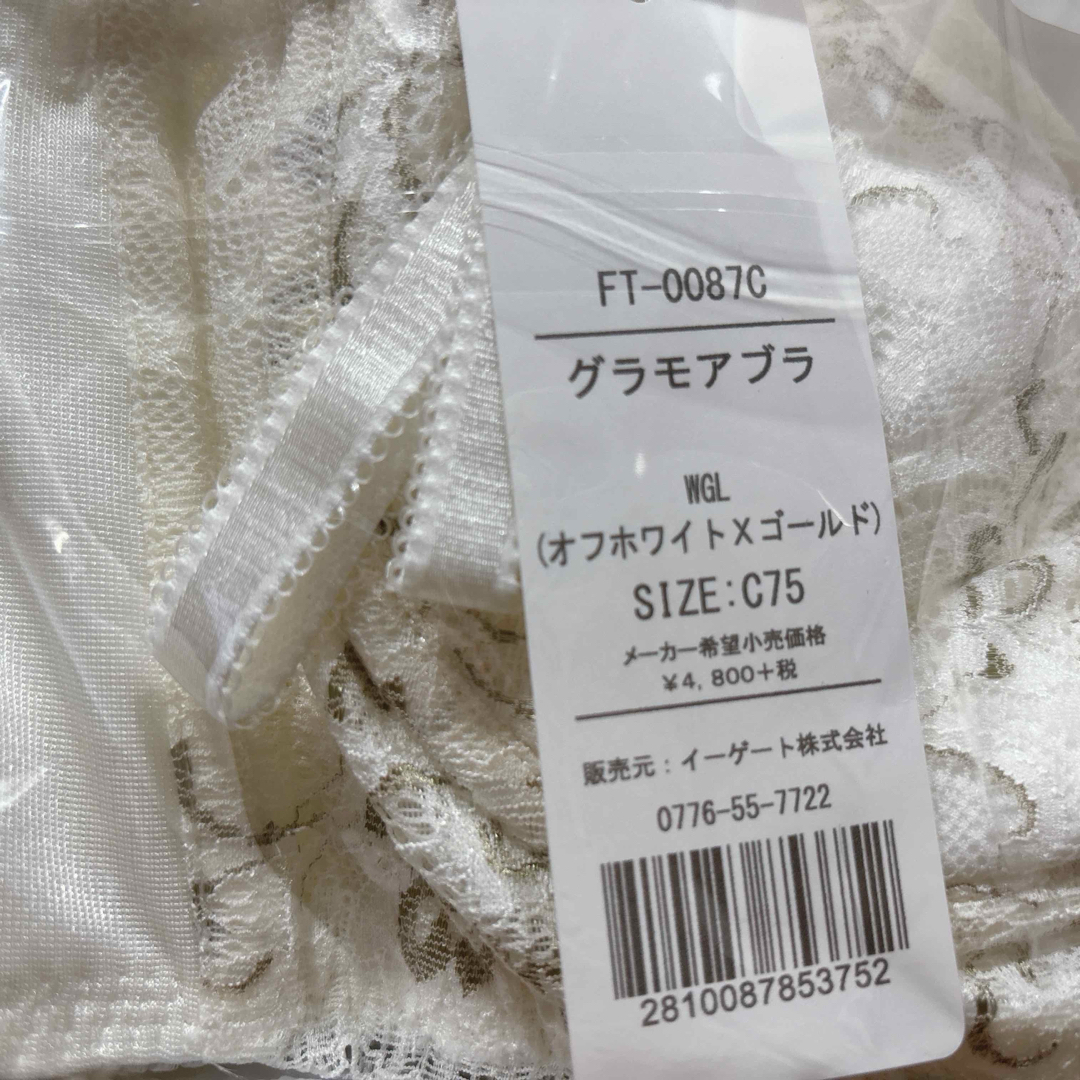 FT-0087C
グラモアブラ
WGL
(オフホワイトXゴールド)
SIZE:C75
メーカー希望小売価格
¥4,800+税
販売元:イーゲート株式会社
0776-55-7722
2810087853752